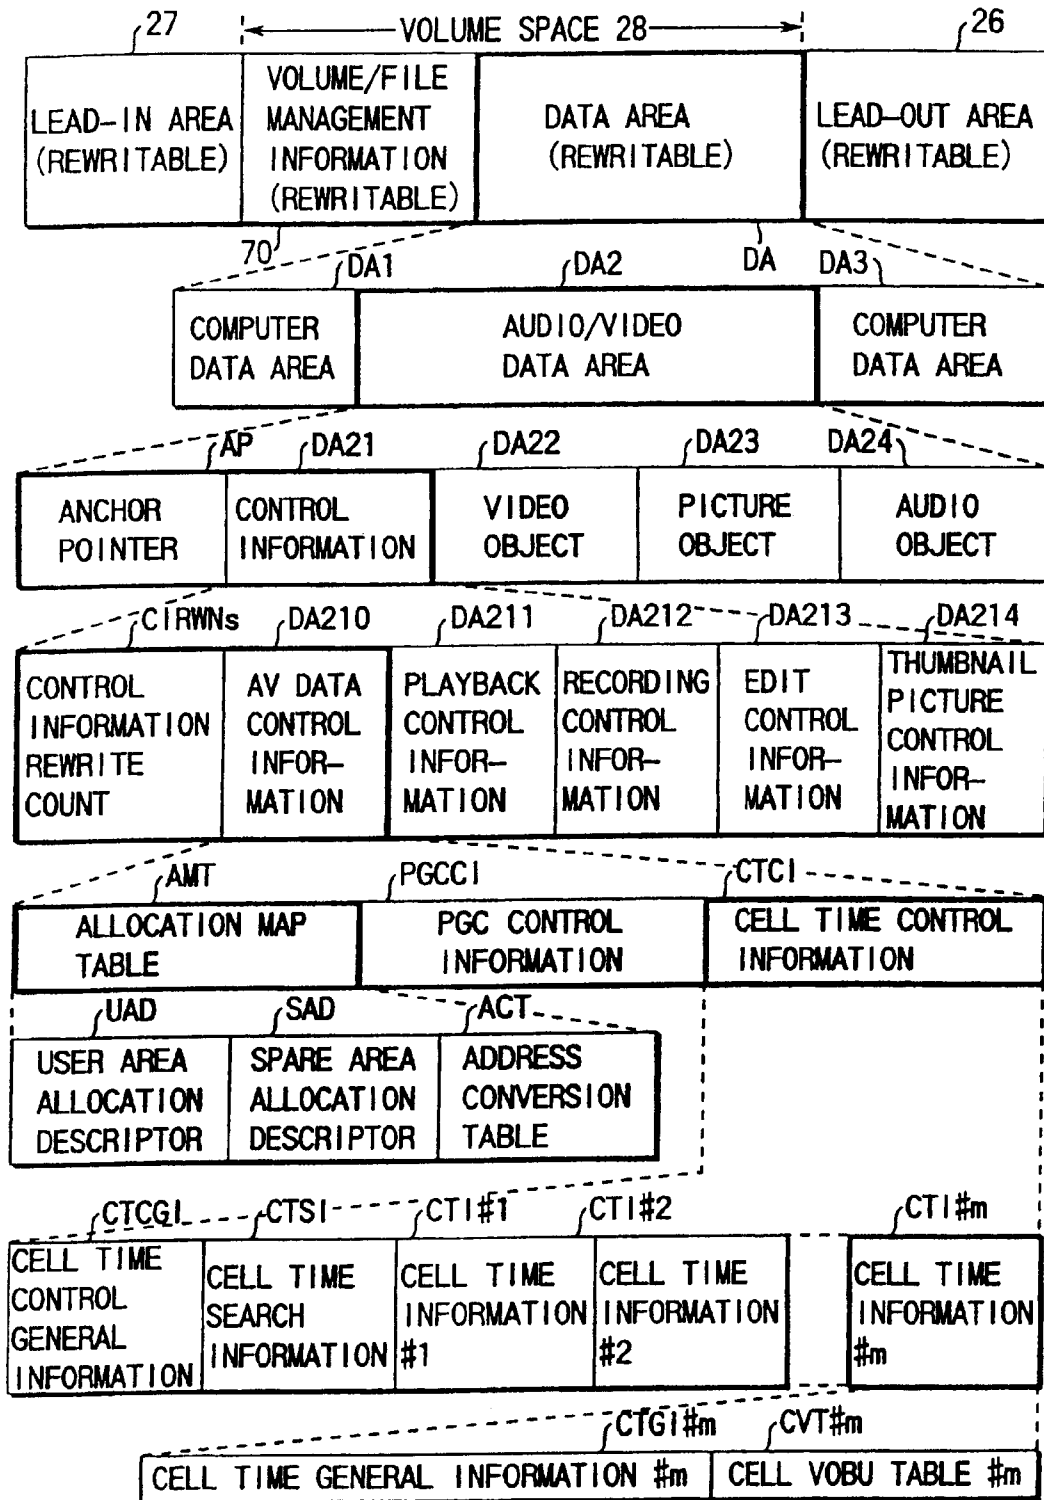 27
VOLUME SPACE 28
26
LEAD-IN AREA
(REWRITABLE)
VOLUME/FILE
MANAGEMENT
INFORMATION
(REWRITABLE)
DATA AREA
(REWRITABLE)
LEAD-OUT AREA
(REWRITABLE)
70
DA1
DA2
DA
DA3
COMPUTER
DATA AREA
AUDIO/VIDEO
DATA AREA
COMPUTER
DATA AREA
AP
DA21
DA22
DA23
DA24
ANCHOR
POINTER
CONTROL
INFORMATION
VIDEO
OBJECT
PICTURE
OBJECT
AUDIO
OBJECT
CIRWNs
DA210
DA211
DA212
DA213
DA214
CONTROL
INFORMATION
REWRITE
COUNT
AV DATA
CONTROL
INFOR-
MATION
PLAYBACK
CONTROL
INFOR-
MATION
RECORDING
CONTROL
INFOR-
MATION
EDIT
CONTROL
INFOR-
MATION
THUMBNAIL
PICTURE
CONTROL
INFOR-
MATION
AMT
PGCCI
CTCI
ALLOCATION MAP
TABLE
PGC CONTROL
INFORMATION
CELL TIME CONTROL
INFORMATION
UAD
SAD
ACT
USER AREA
ALLOCATION
DESCRIPTOR
SPARE AREA
ALLOCATION
DESCRIPTOR
ADDRESS
CONVERSION
TABLE
CTCGI
CTSI
CTI#1
CTI#2
CTI#m
CELL TIME
CONTROL
GENERAL
INFORMATION
CELL TIME
SEARCH
INFORMATION
CELL TIME
INFORMATION
#1
CELL TIME
INFORMATION
#2
CELL TIME
INFORMATION
#m
CTGI#m
CVT#m
CELL TIME GENERAL INFORMATION #m
CELL VOBU TABLE #m